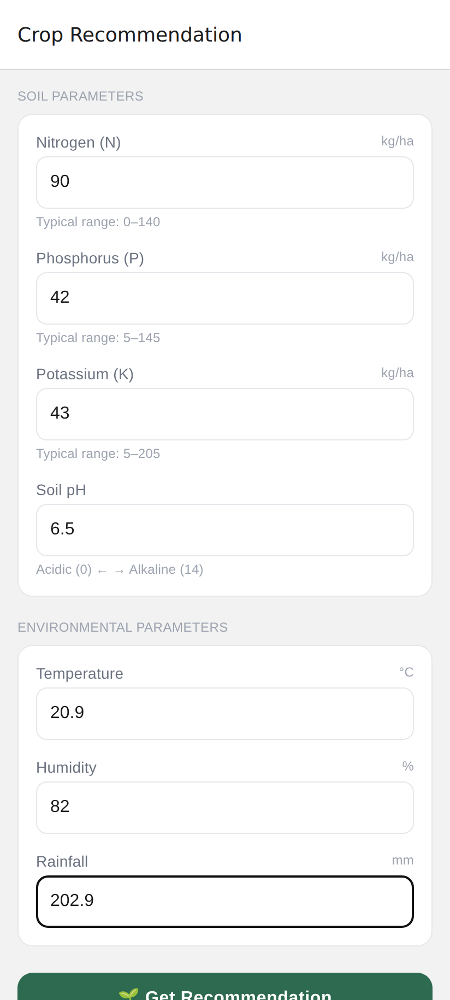 Crop Recommendation
SOIL PARAMETERS
Nitrogen (N) kg/ha
90
Typical range: 0–140
Phosphorus (P) kg/ha
42
Typical range: 5–145
Potassium (K) kg/ha
43
Typical range: 5–205
Soil pH
6.5
Acidic (0) ← → Alkaline (14)
ENVIRONMENTAL PARAMETERS
Temperature °C
20.9
Humidity %
82
Rainfall mm
202.9
🌱 Get Recommendation